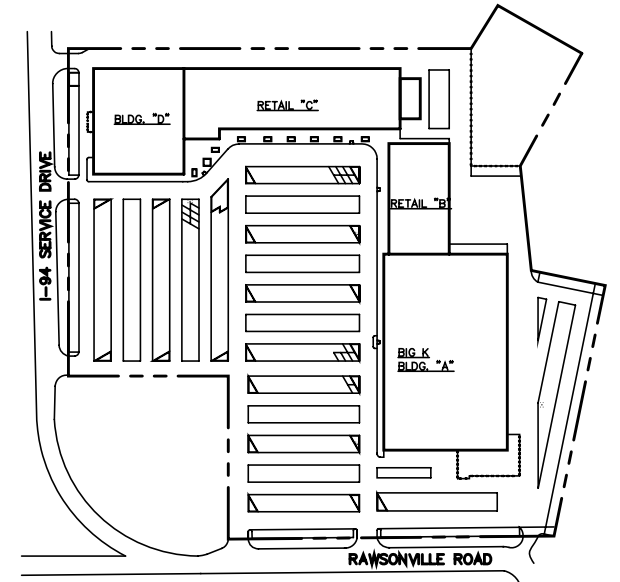 BLDG. "D"
RETAIL "C"
RETAIL "B"
I-94 SERVICE DRIVE
BIG K
BLDG. "A"
RAWSONVILLE ROAD